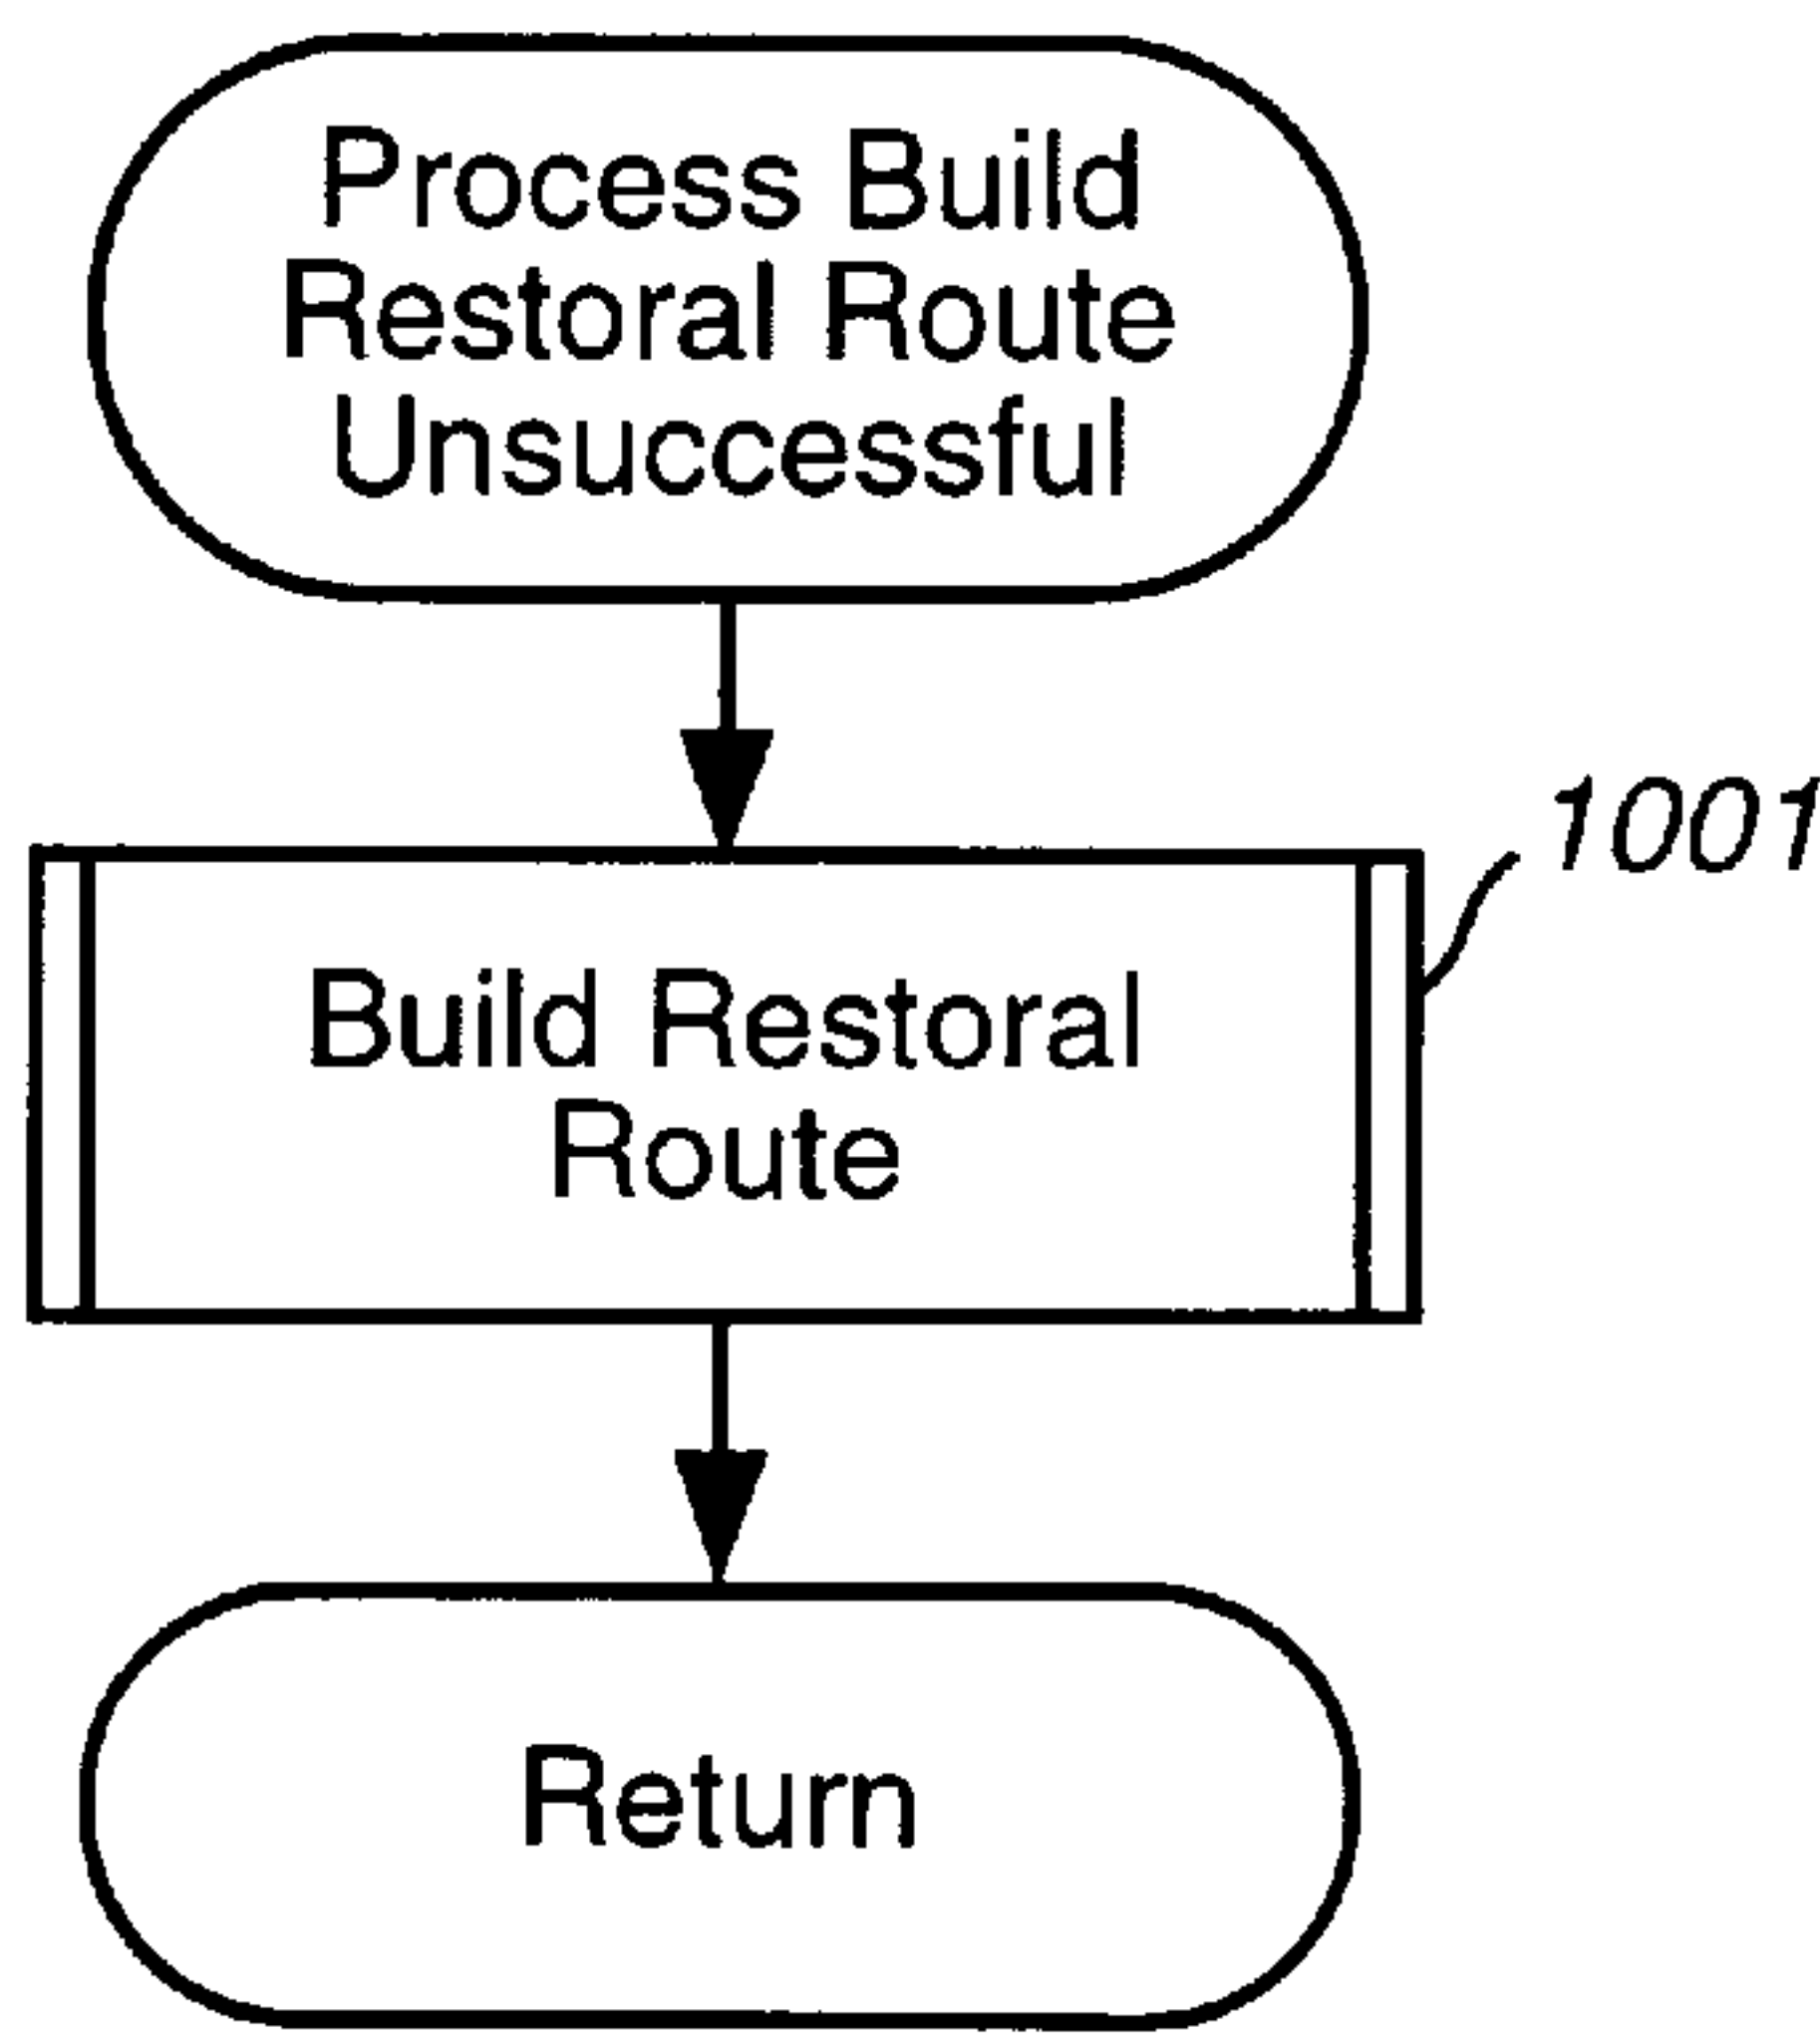 Process Build
Restoral Route
Unsuccessful
1001
Build Restoral
Route
Return